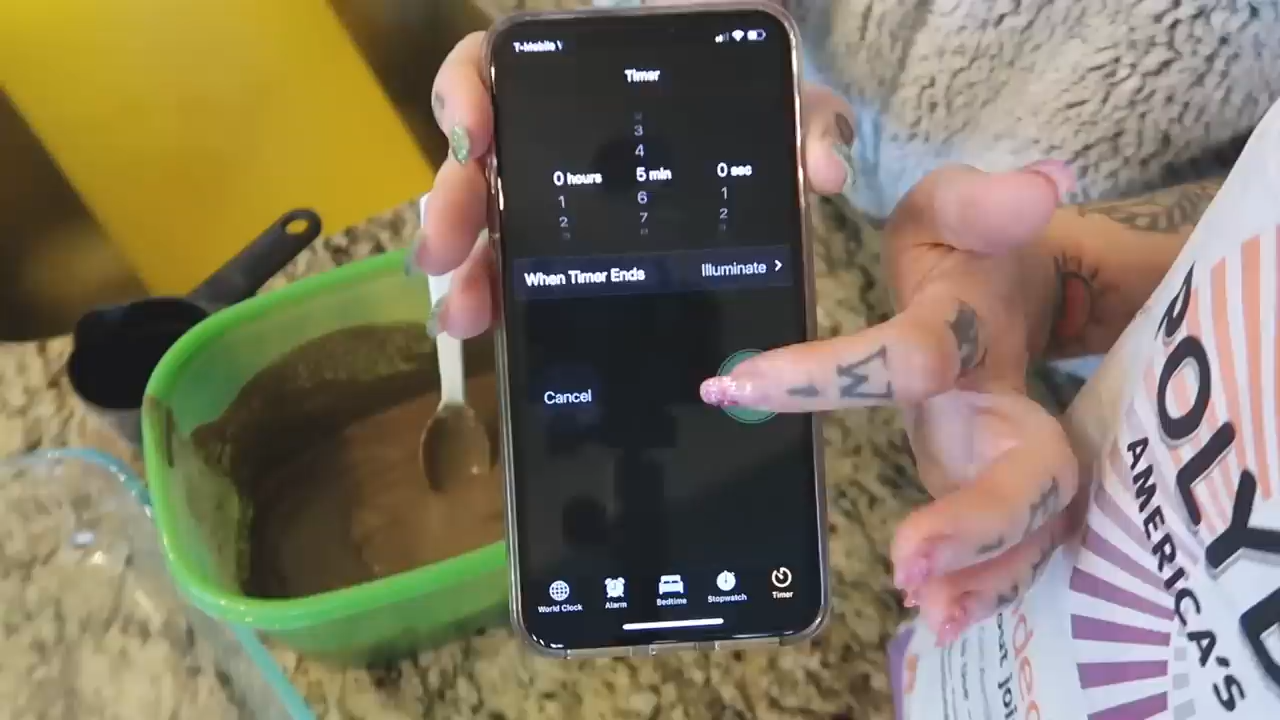 T-Mobile
Timer
3
4
0 hours 5 min 0 sec
1 6 1
2 7 2
When Timer Ends Illuminate
Cancel
World Clock Alarm Bedtime Stopwatch Timer
AMERICA'S